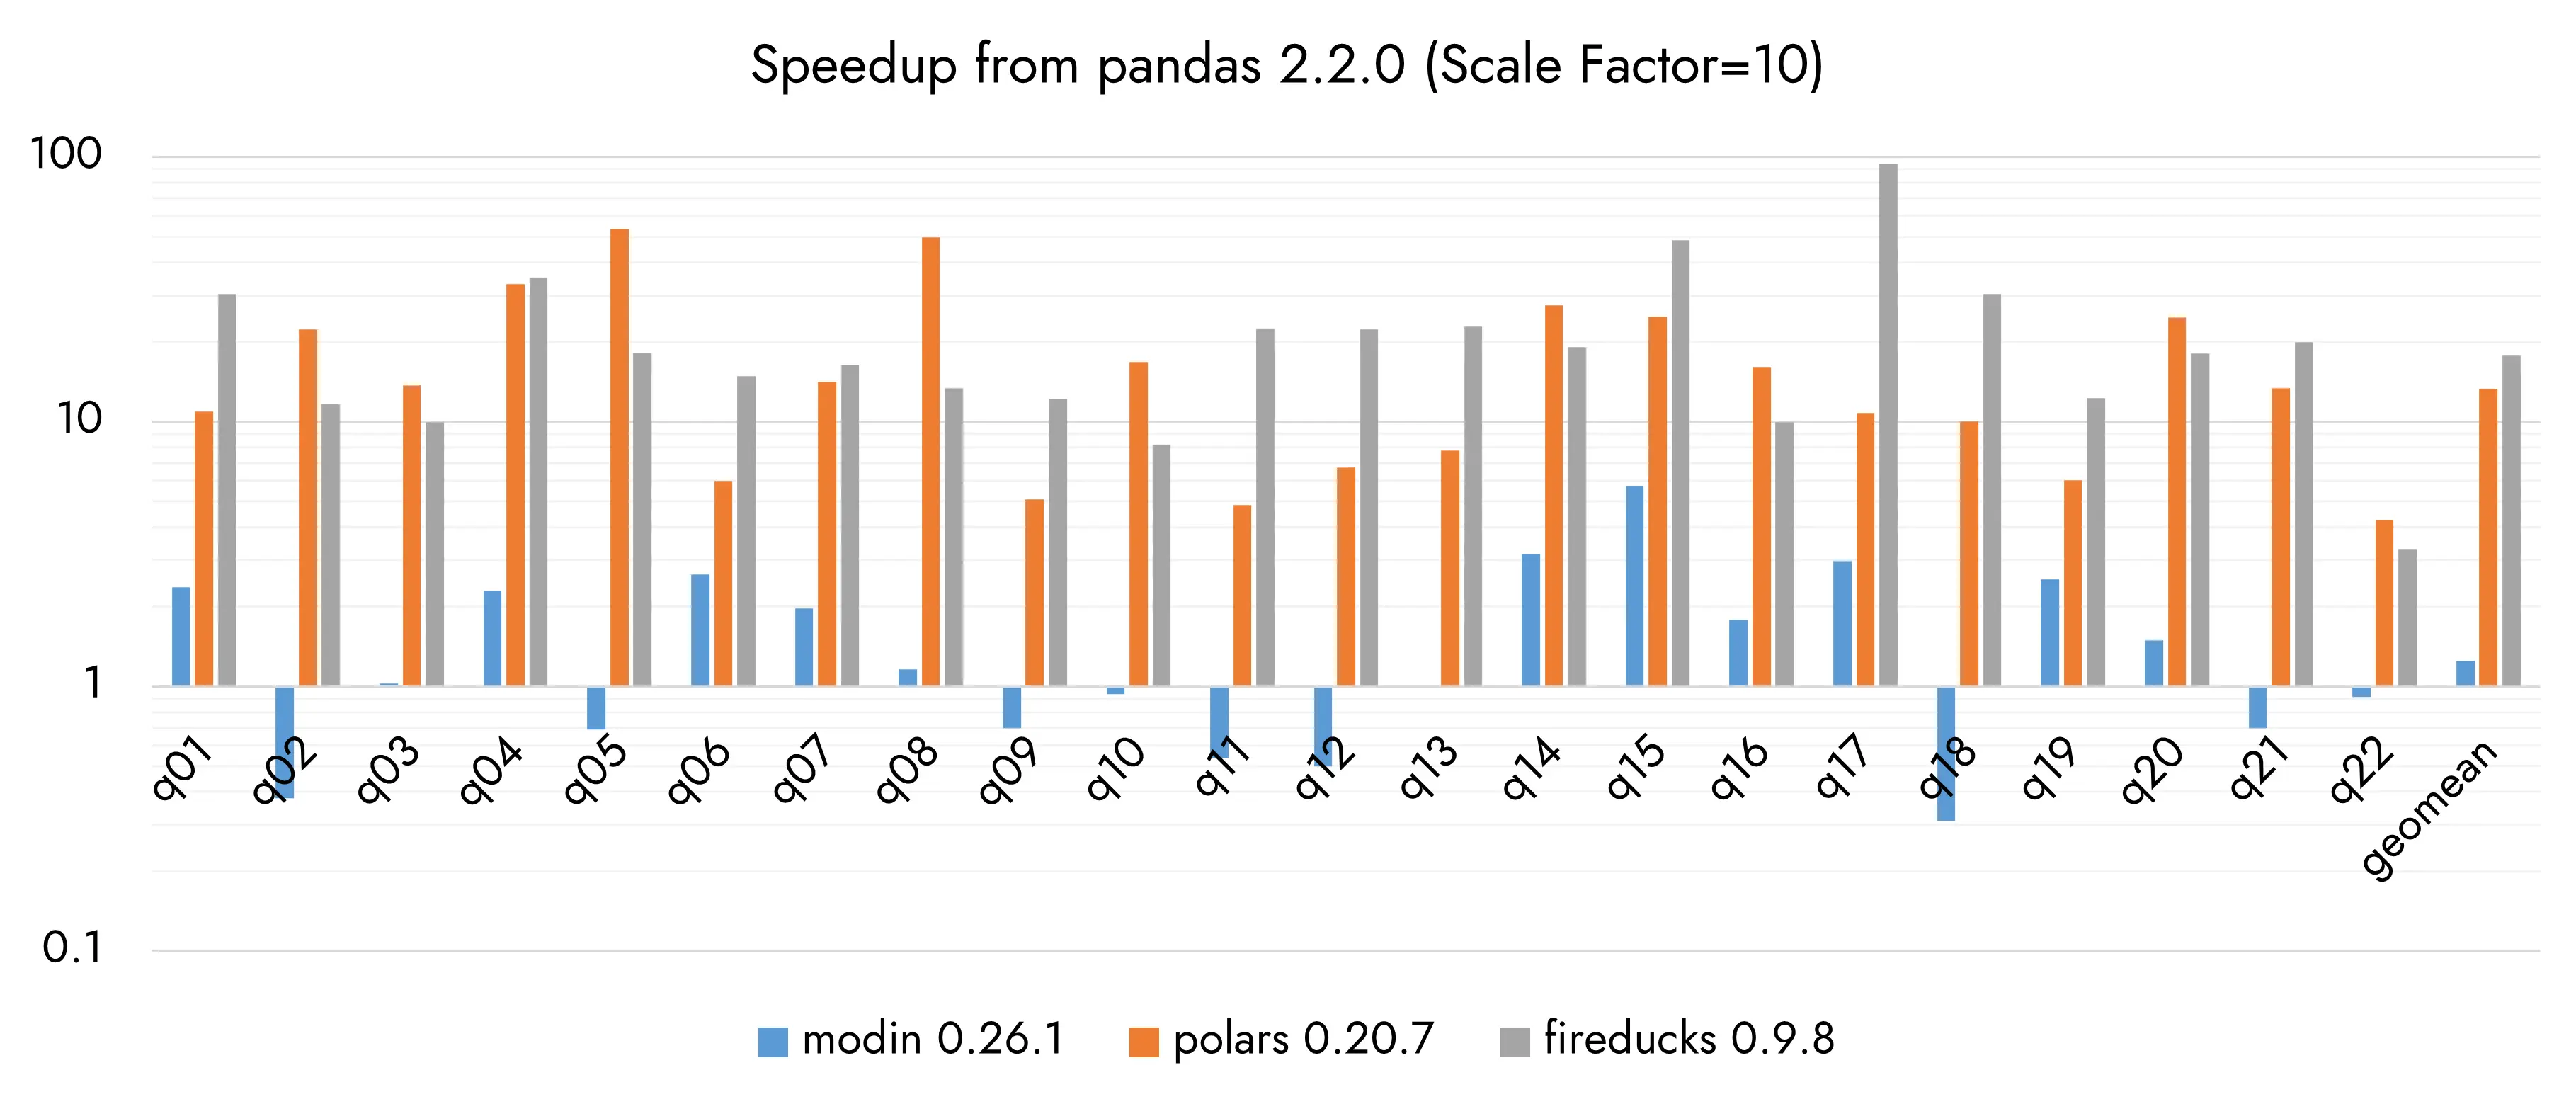 Speedup from pandas 2.2.0 (Scale Factor=10)
100
10
1
0.1
q01
q02
q03
q04
q05
q06
q07
q08
q09
q10
q11
q12
q13
q14
q15
q16
q17
q18
q19
q20
q21
q22
geomean
modin 0.26.1
polars 0.20.7
fireducks 0.9.8